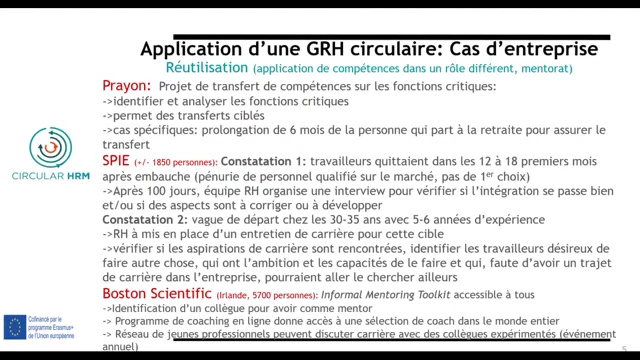 Application d’une GRH circulaire: Cas d’entreprise
Réutilisation (application de compétences dans un rôle différent, mentorat)
Prayon: Projet de transfert de compétences sur les fonctions critiques:
->identifier et analyser les fonctions critiques
->permet des transferts ciblés
->cas spécifiques: prolongation de 6 mois de la personne qui part à la retraite pour assurer le
transfert
SPIE (+/- 1850 personnes): Constatation 1: travailleurs quittaient dans les 12 à 18 premiers mois
après embauche (pénurie de personnel qualifié sur le marché, pas de 1er choix)
->Après 100 jours, équipe RH organise une interview pour vérifier si l’intégration se passe bien
et/ou si des aspects sont à corriger ou à développer
Constatation 2: vague de départ chez les 30-35 ans avec 5-6 années d’expérience
->RH à mis en place d’un entretien de carrière pour cette cible
->vérifier si les aspirations de carrière sont rencontrées, identifier les travailleurs désireux de
faire autre chose, qui ont l’ambition et les capacités de le faire et qui, faute d’avoir un trajet
de carrière dans l’entreprise, pourraient aller le chercher ailleurs
Boston Scientific (Irlande, 5700 personnes): Informal Mentoring Toolkit accessible à tous
->Identification d’un collègue pour avoir comme mentor
-> Programme de coaching en ligne donne accès à une sélection de coach dans le monde entier
-> Réseau de jeunes professionnels peuvent discuter carrière avec des collègues expérimentés (événement
annuel)
CIRCULAR HRM
Cofinancé par le
programme Erasmus+
de l’Union européenne
5